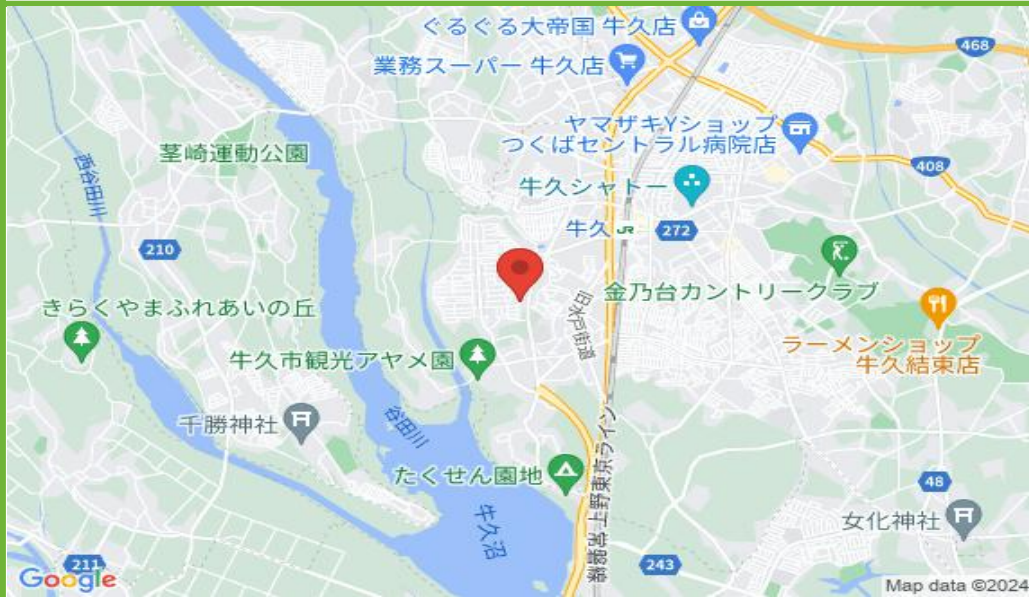 ぐるぐる大帝国 牛久店
468
業務スーパー 牛久店
ヤマザキYショップ
つくばセントラル病院店
茎崎運動公園
西谷田川
408
牛久シャトー
牛久 JR
272
210
旧水戸街道
金乃台カントリークラブ
きらくやまふれあいの丘
ラーメンショップ
牛久結束店
牛久市観光アヤメ園
千勝神社
谷田川
上野東京ライン
たくせん園地
48
牛久沼
女化神社
211
243
Google
Map data ©2024